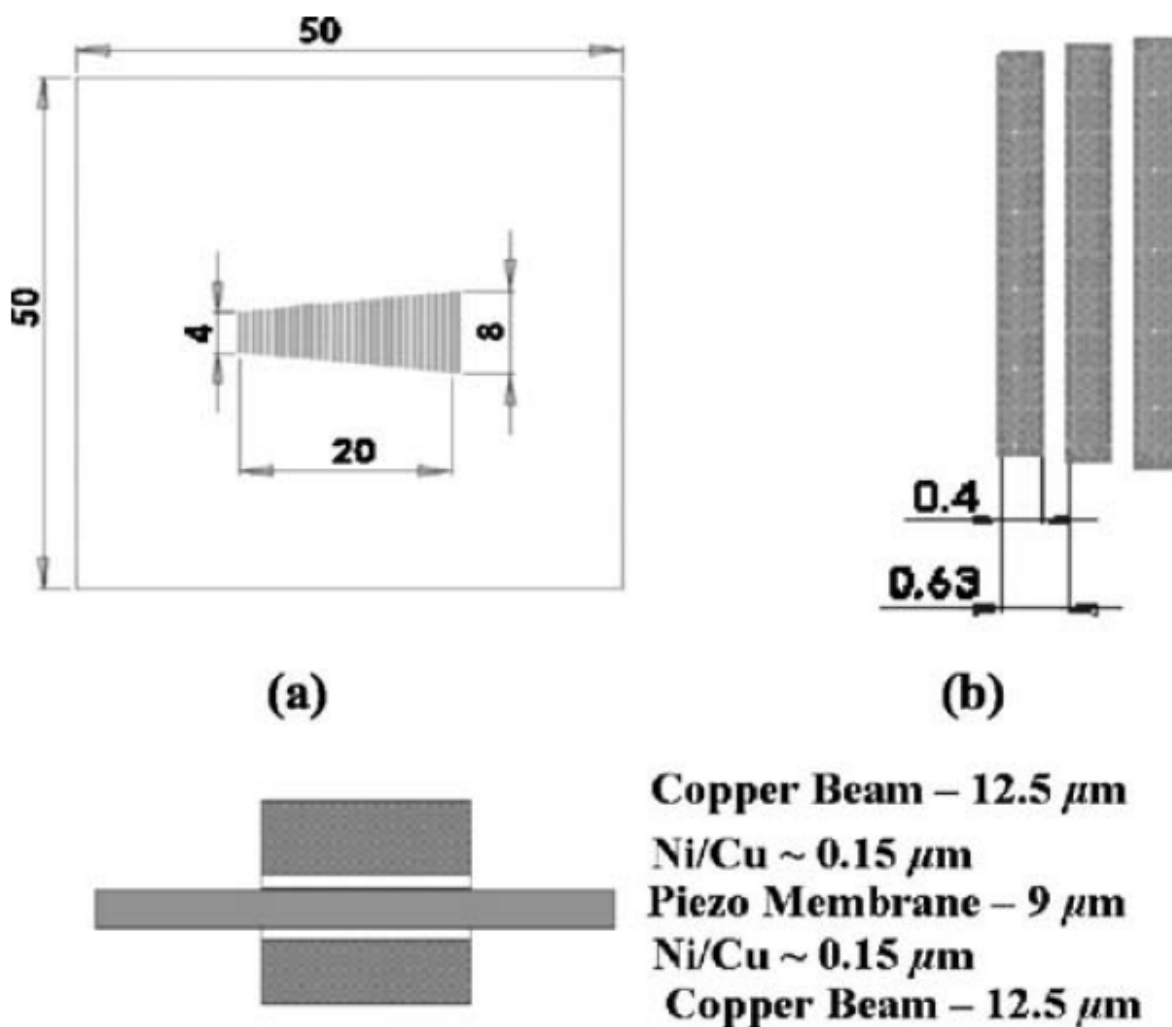 50
50
4
8
20
0.4
0.63
(a)
(b)
Copper Beam – 12.5 μm
Ni/Cu ~ 0.15 μm
Piezo Membrane – 9 μm
Ni/Cu ~ 0.15 μm
Copper Beam – 12.5 μm